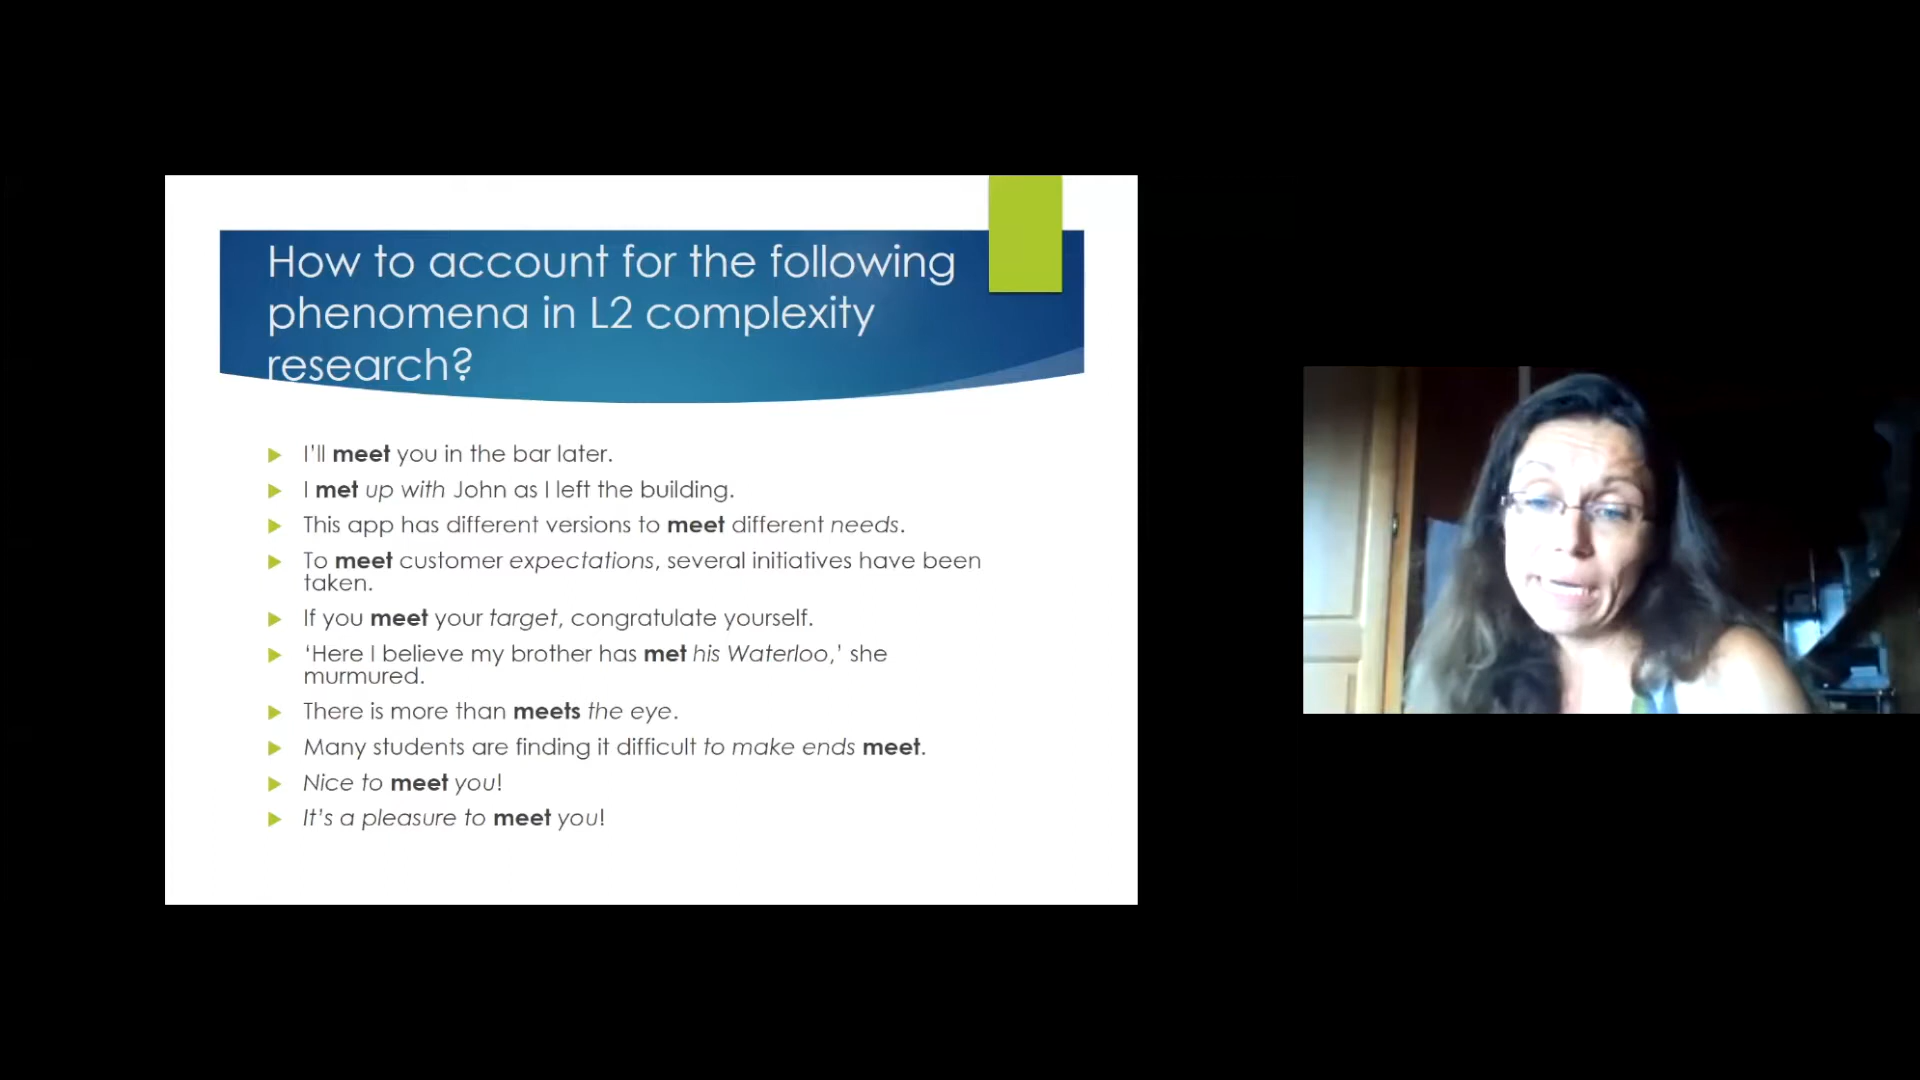 How to account for the following
phenomena in L2 complexity
research?
I'll meet you in the bar later.
I met up with John as I left the building.
This app has different versions to meet different needs.
To meet customer expectations, several initiatives have been
taken.
If you meet your target, congratulate yourself.
‘Here I believe my brother has met his Waterloo,’ she
murmured.
There is more than meets the eye.
Many students are finding it difficult to make ends meet.
Nice to meet you!
It's a pleasure to meet you!